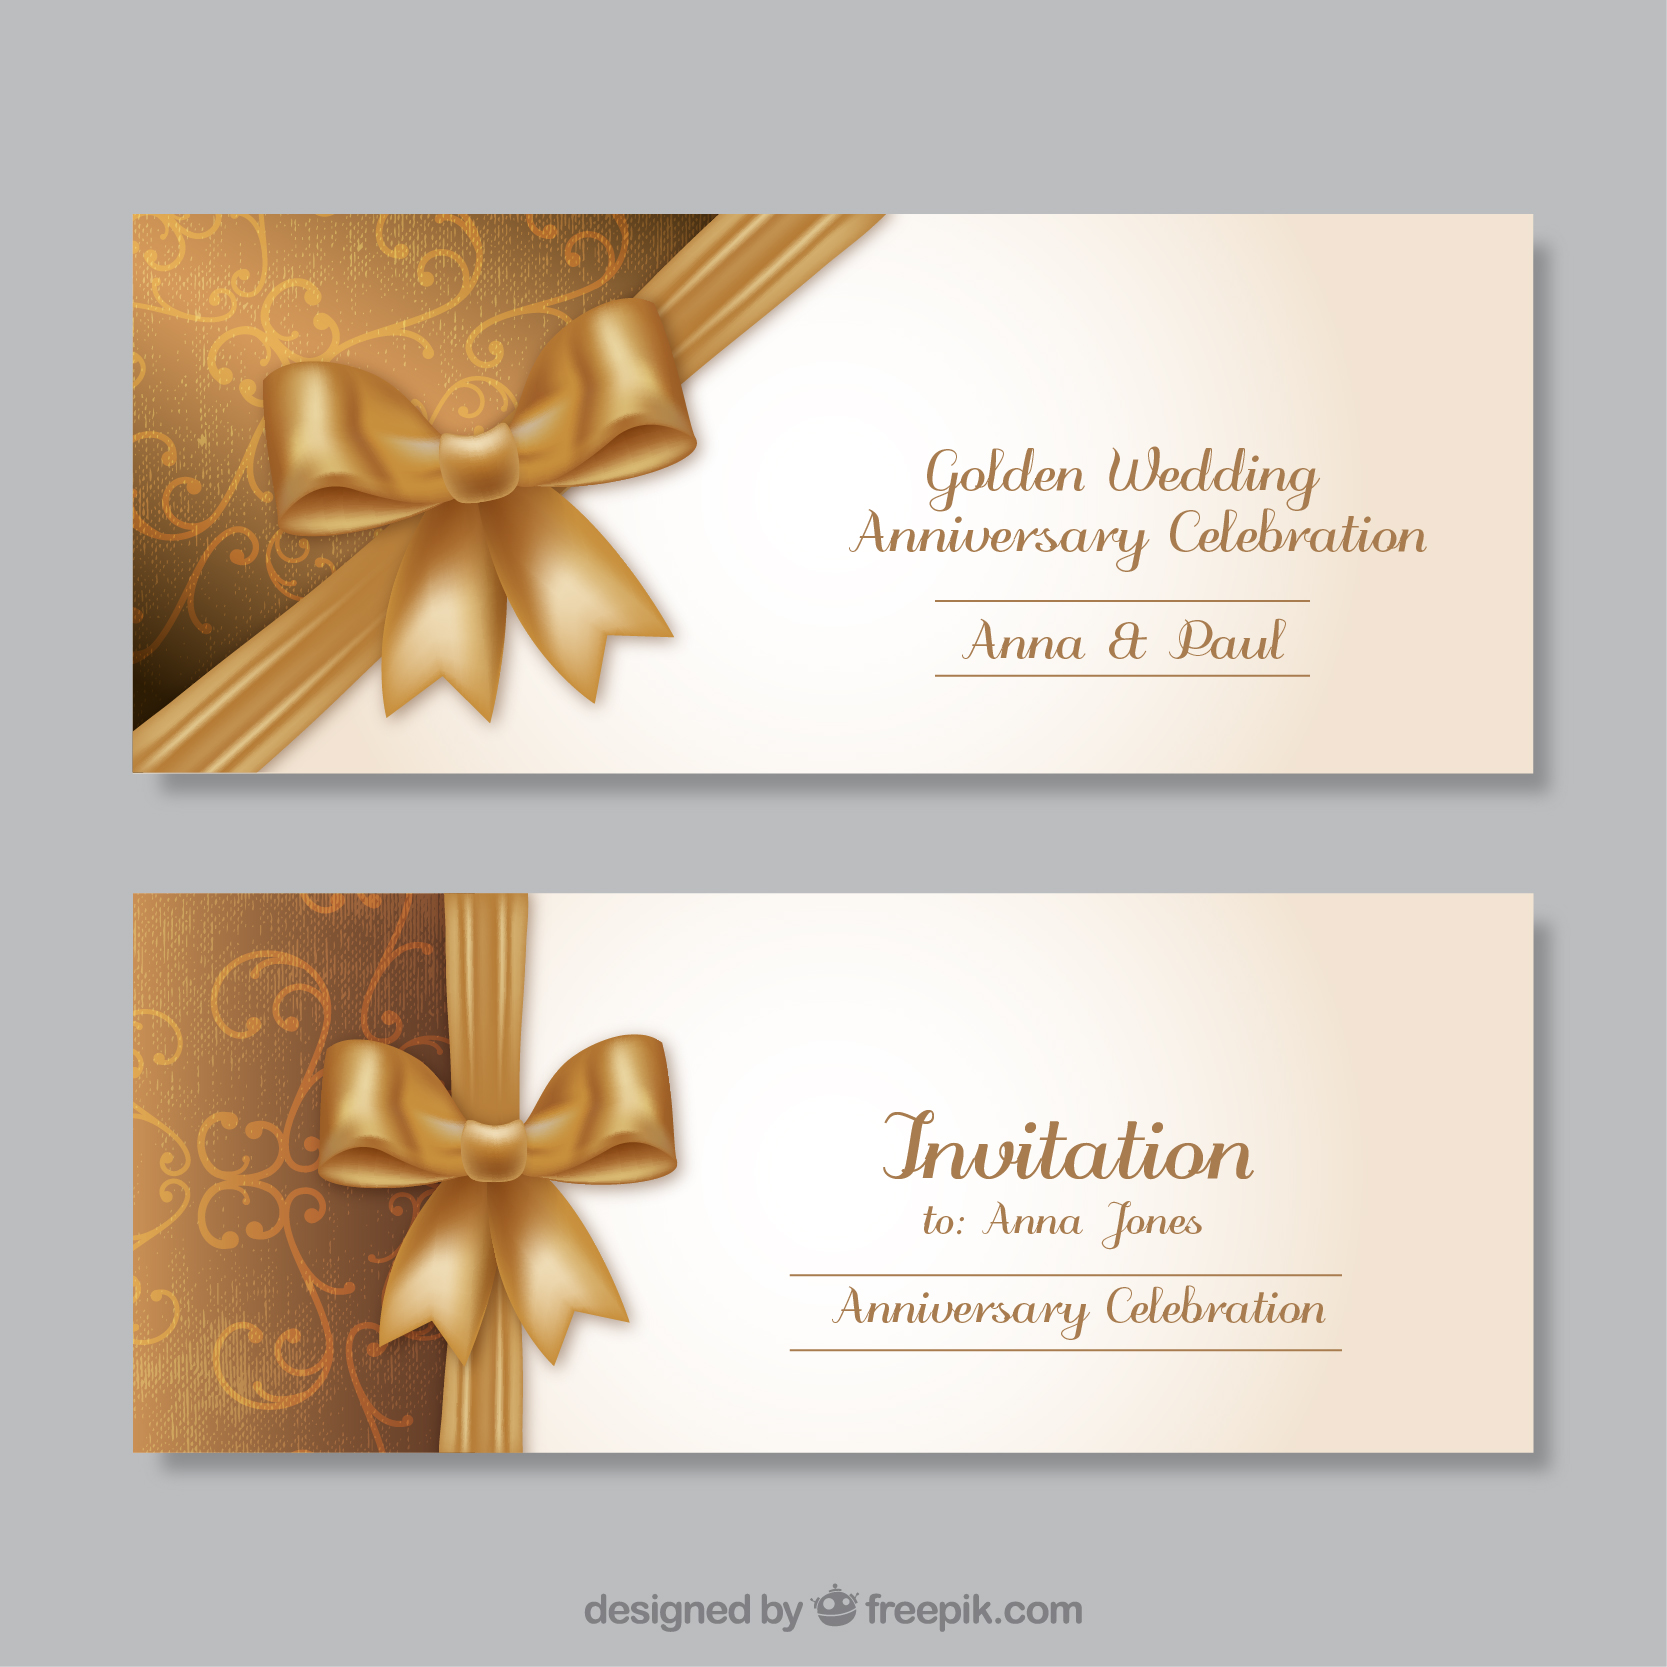 Golden Wedding
Anniversary Celebration
Anna & Paul
Invitation
to: Anna Jones
Anniversary Celebration
designed by freepik.com